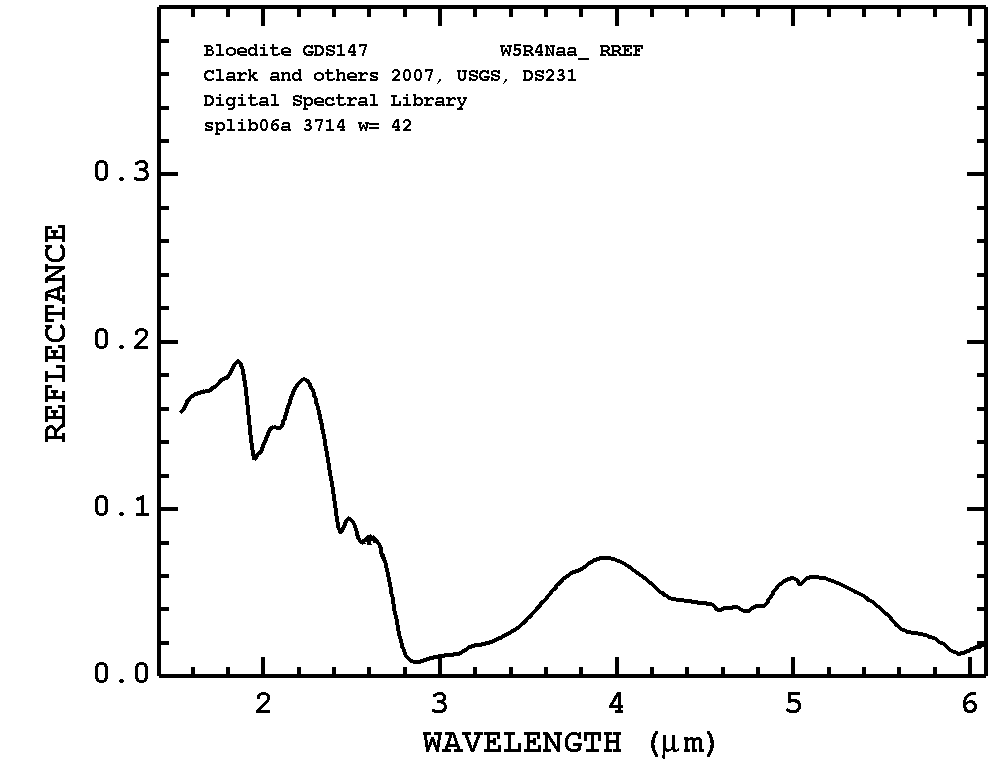 Bloedite GDS147 W5R4Naa_ RREF
Clark and others 2007, USGS, DS231
Digital Spectral Library
splib06a 3714 w= 42
0.3
0.2
0.1
0.0
REFLECTANCE
2 3 4 5 6
WAVELENGTH (μm)